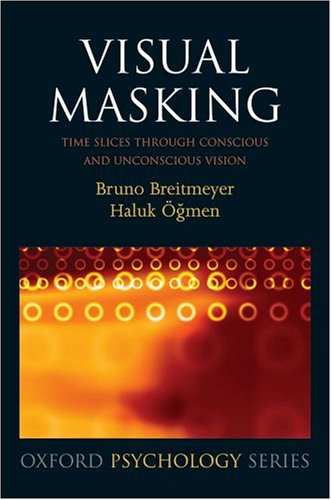 VISUAL
MASKING
TIME SLICES THROUGH CONSCIOUS
AND UNCONSCIOUS VISION
Bruno Breitmeyer
Haluk Öğmen
OXFORD PSYCHOLOGY SERIES